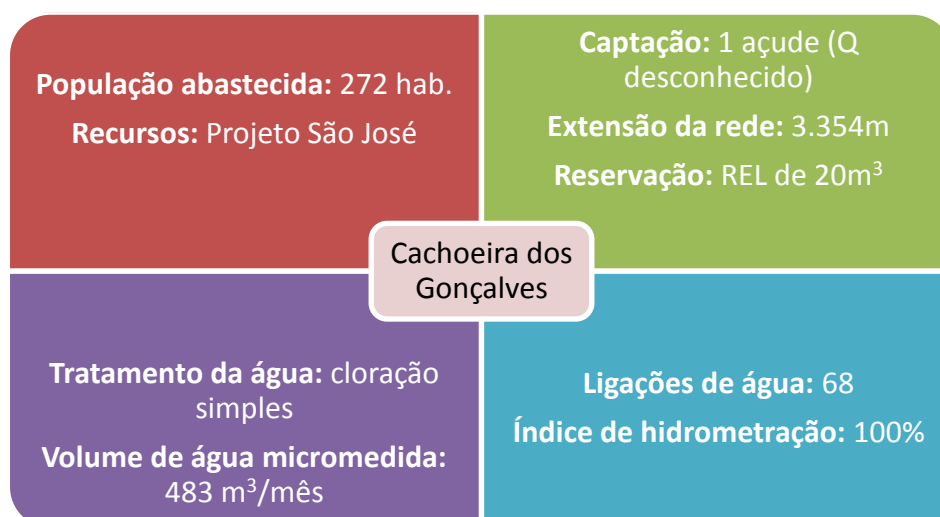 População abastecida: 272 hab.
Recursos: Projeto São José
Captação: 1 açude (Q
desconhecido)
Extensão da rede: 3.354m
Reservação: REL de 20m³
Cachoeira dos
Gonçalves
Tratamento da água: cloração
simples
Volume de água micromedida:
483 m³/mês
Ligações de água: 68
Índice de hidrometração: 100%